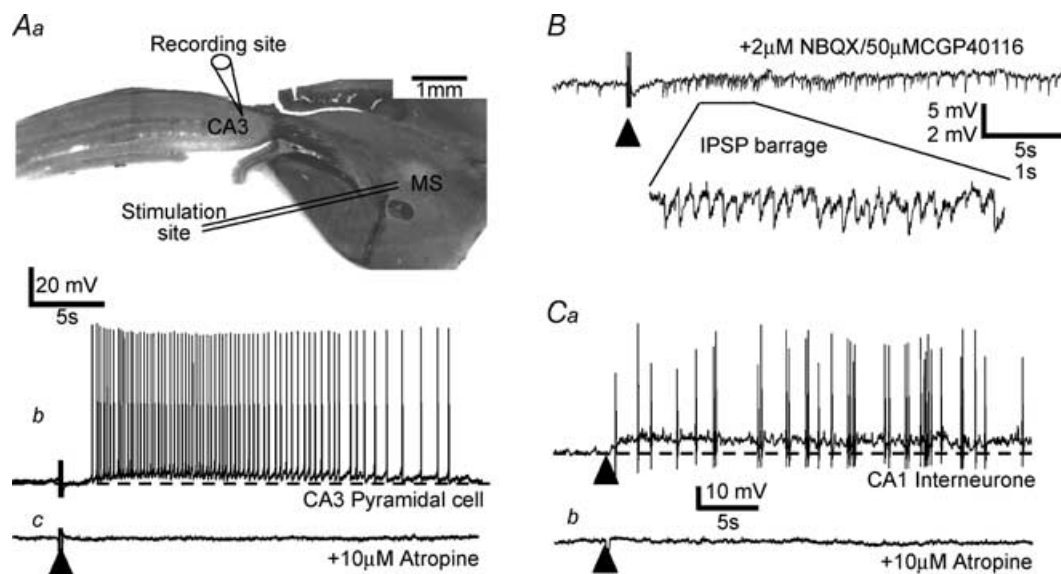 Aa
Recording site
CA3
1mm
MS
Stimulation
site
20 mV
5s
b
CA3 Pyramidal cell
c
+10μM Atropine
B
+2μM NBQX/50μMCGP40116
5 mV
2 mV
5s
1s
IPSP barrage
Ca
CA1 Interneurone
10 mV
5s
b
+10μM Atropine